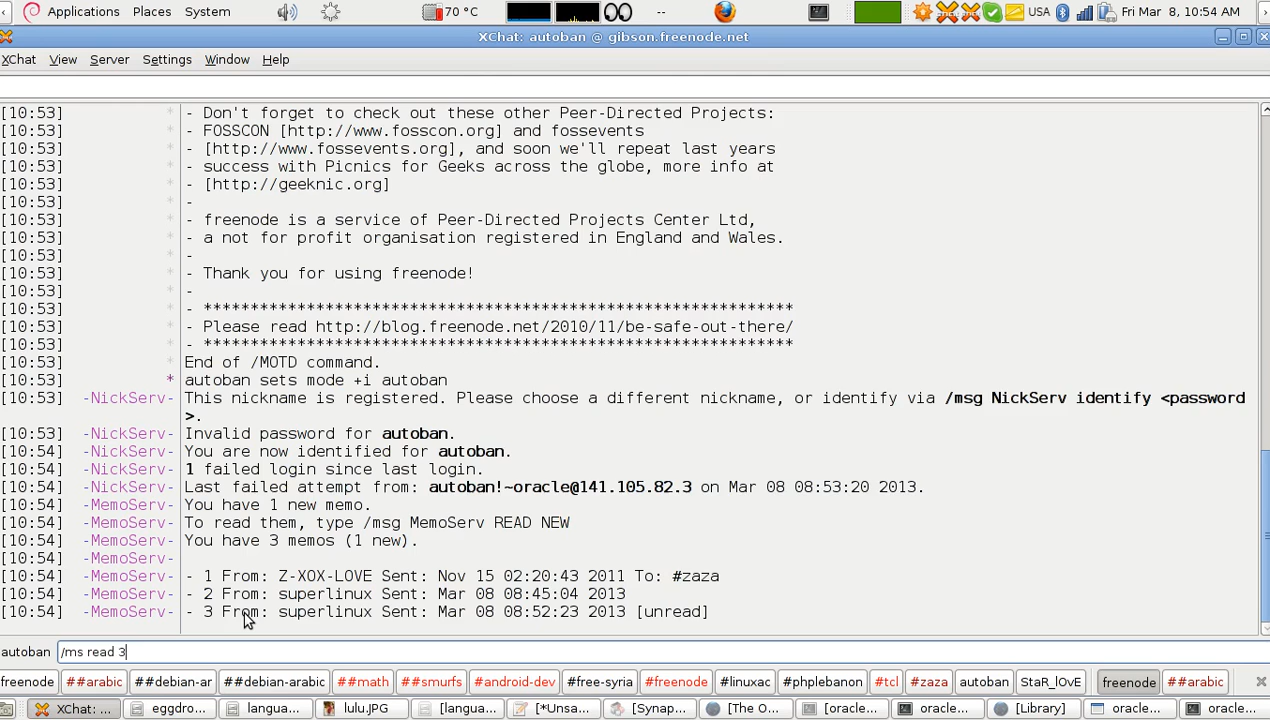 Applications Places System 70 °C -- USA Fri Mar 8, 10:54 AM
XChat: autoban @ gibson.freenode.net
XChat View Server Settings Window Help
[10:53] * - Don't forget to check out these other Peer-Directed Projects:
[10:53] * - FOSSCON [http://www.fosscon.org] and fossevents
[10:53] * - [http://www.fossevents.org], and soon we'll repeat last years
[10:53] * - success with Picnics for Geeks across the globe, more info at
[10:53] * - [http://geeknic.org]
[10:53] * -
[10:53] * - freenode is a service of Peer-Directed Projects Center Ltd,
[10:53] * - a not for profit organisation registered in England and Wales.
[10:53] * -
[10:53] * - Thank you for using freenode!
[10:53] * -
[10:53] * - ***************************************************************
[10:53] * - Please read http://blog.freenode.net/2010/11/be-safe-out-there/
[10:53] * - ***************************************************************
[10:53] * End of /MOTD command.
[10:53] * autoban sets mode +i autoban
[10:53] -NickServ- This nickname is registered. Please choose a different nickname, or identify via /msg NickServ identify <password
>.
[10:53] -NickServ- Invalid password for autoban.
[10:54] -NickServ- You are now identified for autoban.
[10:54] -NickServ- 1 failed login since last login.
[10:54] -NickServ- Last failed attempt from: autoban!~oracle@141.105.82.3 on Mar 08 08:53:20 2013.
[10:54] -MemoServ- You have 1 new memo.
[10:54] -MemoServ- To read them, type /msg MemoServ READ NEW
[10:54] -MemoServ- You have 3 memos (1 new).
[10:54] -MemoServ-
[10:54] -MemoServ- - 1 From: Z-XOX-LOVE Sent: Nov 15 02:20:43 2011 To: #zaza
[10:54] -MemoServ- - 2 From: superlinux Sent: Mar 08 08:45:04 2013
[10:54] -MemoServ- - 3 From: superlinux Sent: Mar 08 08:52:23 2013 [unread]
autoban /ms read 3
freenode ##arabic ##debian-ar ##debian-arabic ##math ##smurfs #android-dev #free-syria #freenode #linuxac #phplebanon #tcl #zaza autoban StaR_lOvE freenode ##arabic
XChat: ... eggdro... langua... lulu.JPG [langua... [*Unsa... [Synap... [The O... [oracle... oracle... [Library] oracle... oracle...